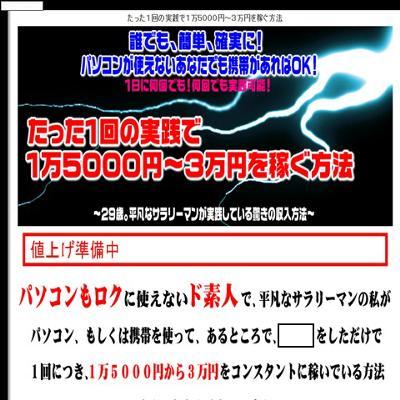 たった1回の実践で1万5000円～3万円を稼ぐ方法
誰でも、簡単、確実に!
パソコンが使えないあなたでも携帯があればOK!
1日に何回でも!何回でも実践可能!
たった1回の実践で
1万5000円～3万円を稼ぐ方法
～29歳。平凡なサラリーマンが実践している驚きの収入方法～
値上げ準備中
パソコンもロクに使えないド素人で、平凡なサラリーマンの私が
パソコン、もしくは携帯を使って、あるところで、をしただけで
1回につき、1万5000円から3万円をコンスタントに稼いでいる方法